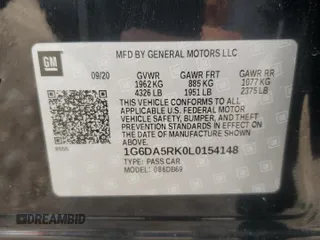 GM
MFD BY GENERAL MOTORS LLC
09/20 GVWR GAWR FRT GAWR RR
1962 KG 885 KG 1077 KG
4326 LB 1951 LB 2375 LB
THIS VEHICLE CONFORMS TO ALL APPLICABLE U.S.
FEDERAL MOTOR VEHICLE SAFETY, BUMPER, AND THEFT
PREVENTION STANDARDS IN EFFECT ON THE DATE OF
MANUFACTURE SHOWN ABOVE.
1G6DA5RK0L0154148
TYPE: PASS CAR
MODEL: 06DB69
© DREAMBID